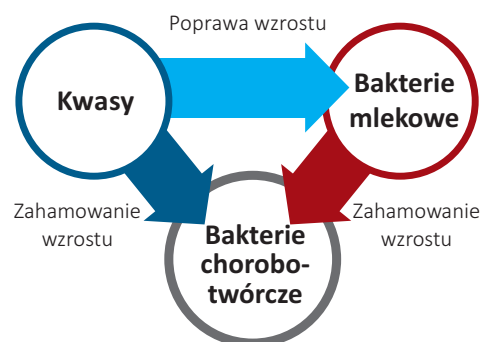 Poprawa wzrostu
Kwasy
Bakterie
mlekowe
Zahamowanie
wzrostu
Zahamowanie
wzrostu
Bakterie
chorobo-
twórcze